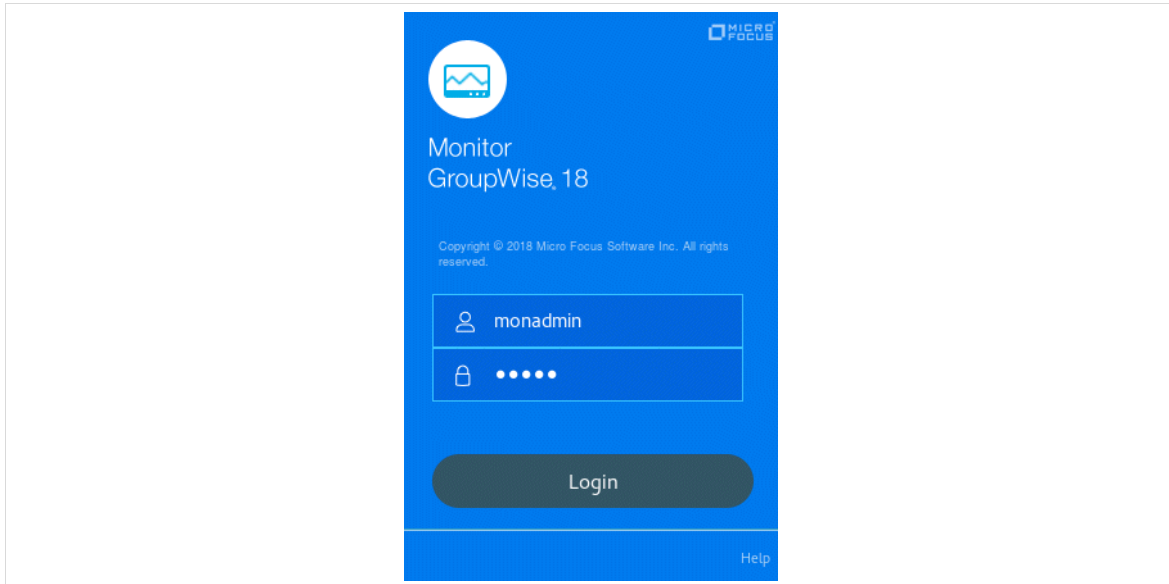 MICRO
FOCUS
Monitor
GroupWise. 18
Copyright © 2018 Micro Focus Software Inc. All rights
reserved.
monadmin
•••••
Login
Help